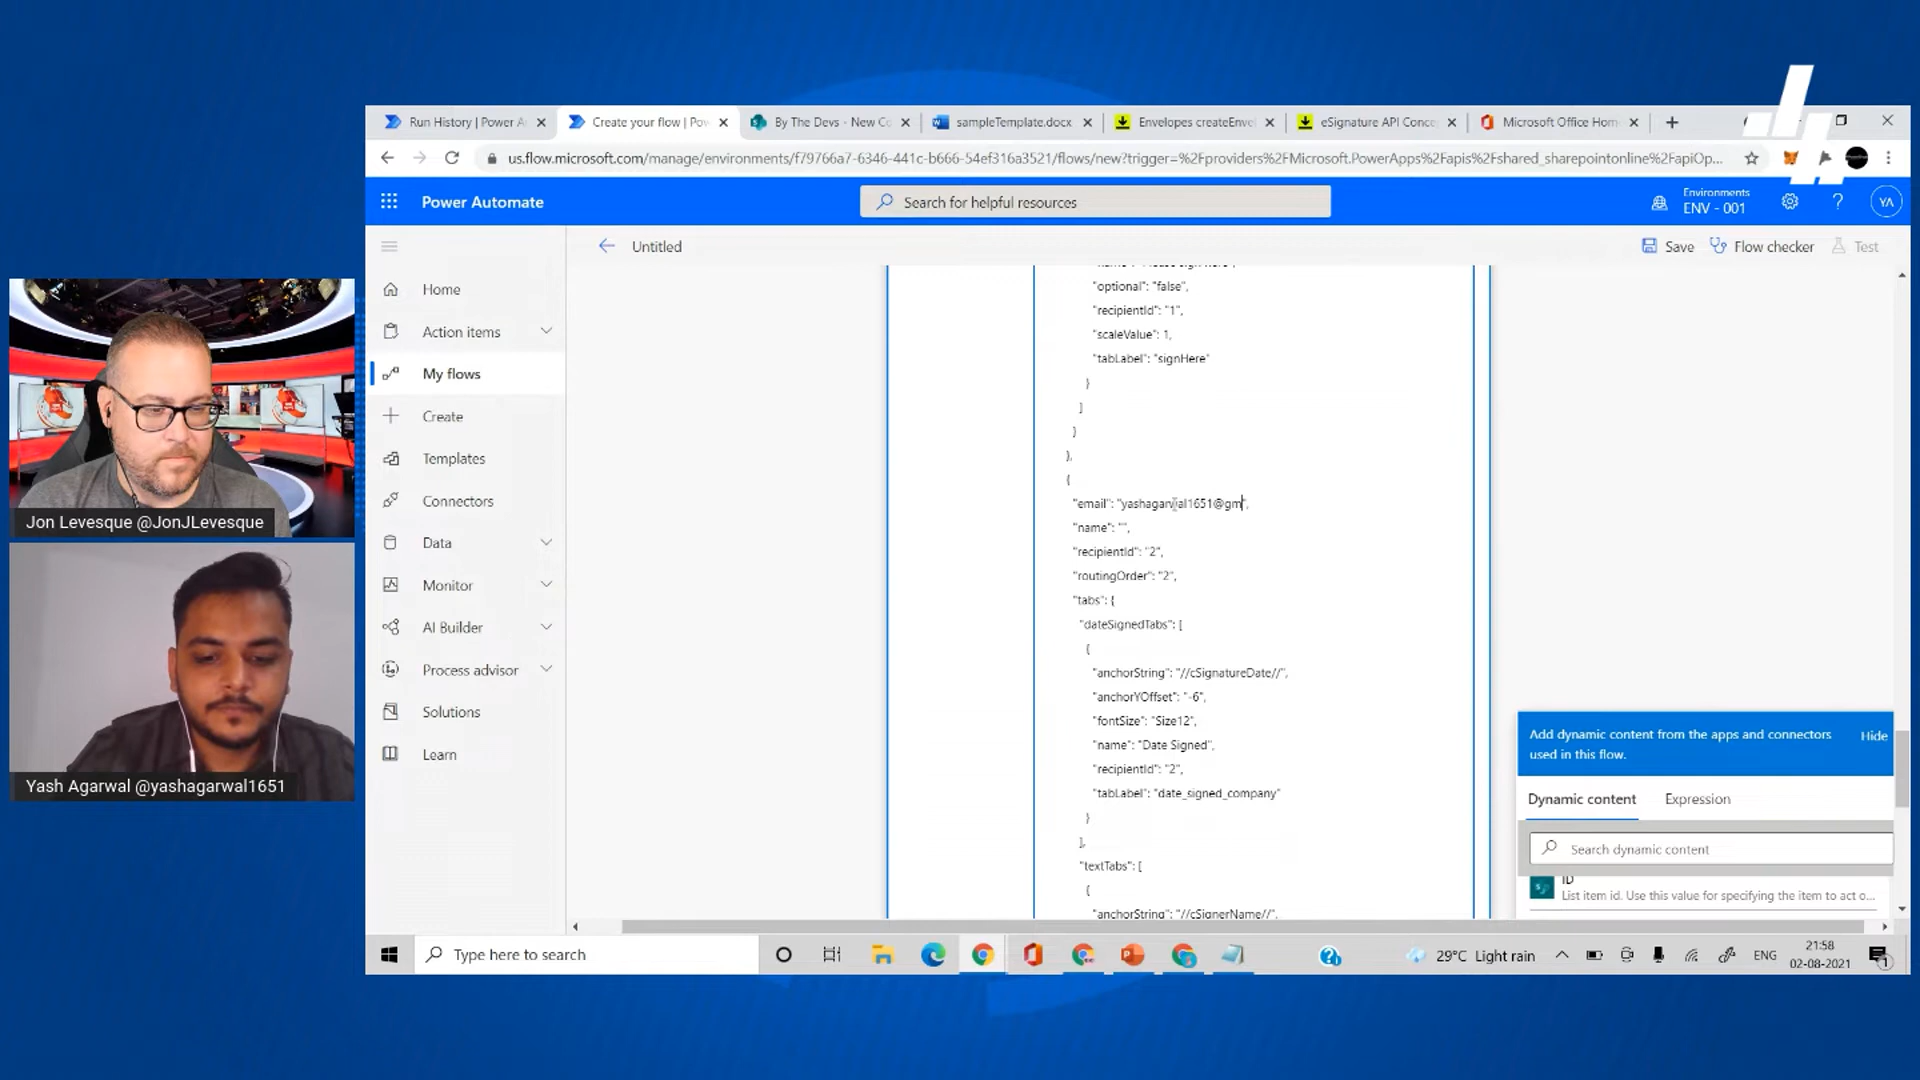 Run History | Power A
Create your flow | Pow
By The Devs - New Co
sampleTemplate.docx
Envelopes createEnve
eSignature API Conce
Microsoft Office Hom
us.flow.microsoft.com/manage/environments/f79766a7-6346-441c-b666-54ef316a3521/flows/new?trigger=%2Fproviders%2FMicrosoft.PowerApps%2Fapis%2Fshared_sharepointonline%2FapiOp...
Power Automate
Search for helpful resources
Environments
ENV - 001
YA
Untitled
Save
Flow checker
Test
Home
Action items
My flows
Create
Templates
Connectors
Data
Monitor
AI Builder
Process advisor
Solutions
Learn
"optional": "false",
"recipientId": "1",
"scaleValue": 1,
"tabLabel": "signHere"
}
]
}
},
{
"email": "yashagarwal1651@gm",
"name": "",
"recipientId": "2",
"routingOrder": "2",
"tabs": {
"dateSignedTabs": [
{
"anchorString": "//cSignatureDate//",
"anchorYOffset": "-6",
"fontSize": "Size12",
"name": "Date Signed",
"recipientId": "2",
"tabLabel": "date_signed_company"
}
],
"textTabs": [
{
"anchorString": "//cSignerName//",
Add dynamic content from the apps and connectors
used in this flow.
Hide
Dynamic content
Expression
Search dynamic content
ID
List item id. Use this value for specifying the item to act o...
Jon Levesque @JonJLevesque
Yash Agarwal @yashagarwal1651
Type here to search
29°C Light rain
ENG
21:58
02-08-2021
1